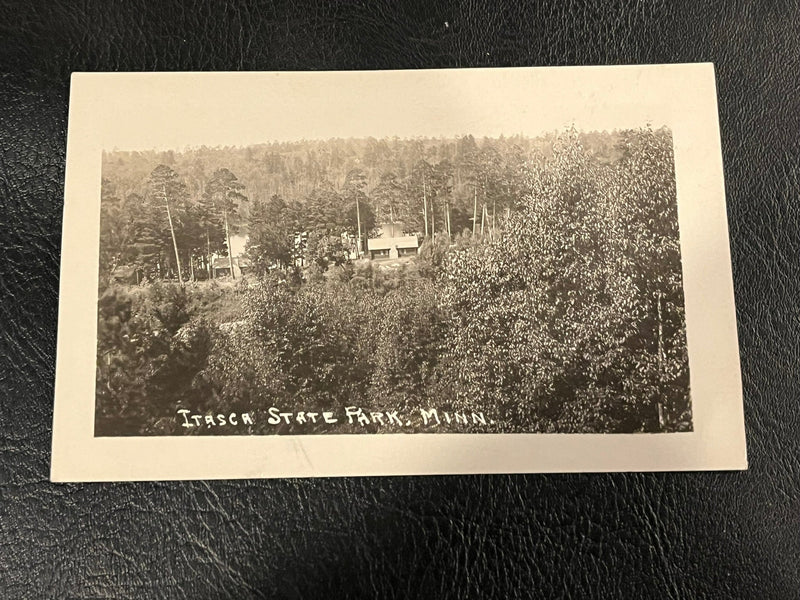 ITASCA STATE PARK, MINN.